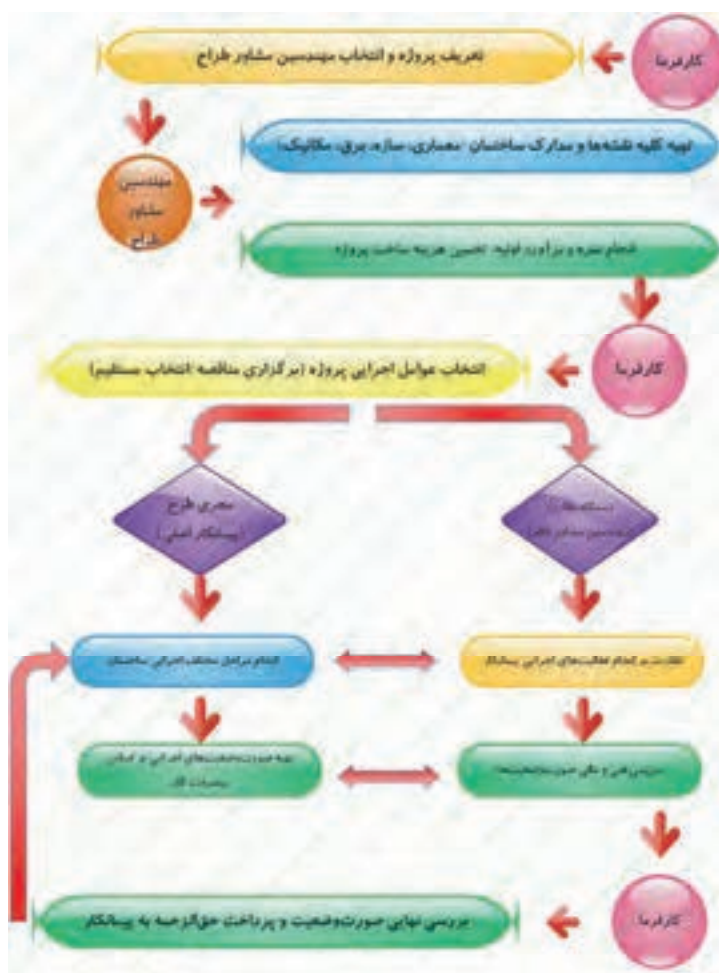 کارفرما
تعریف پروژه و انتخاب مهندسین مشاور طراح
مهندسین
مشاور
طراح
تهیه کلیه نقشه‌ها و مدارک ساختمان (معماری، سازه، برق، مکانیک)
انجام متره و برآورد اولیه، تخمین هزینه ساخت پروژه
کارفرما
انتخاب عوامل اجرایی پروژه (برگزاری مناقصه/انتخاب مستقیم)
دستگاه نظارت
مجری طرح
(پیمانکار اصلی)
نظارت بر انجام فعالیت‌های اجرایی پیمانکار
انجام مراحل مختلف اجرایی ساختمان
بررسی فنی و مالی صورت‌وضعیت‌ها
تهیه صورت‌وضعیت‌های اجرایی بر اساس
پیشرفت کار
کارفرما
بررسی نهایی صورت‌وضعیت و پرداخت حق‌الزحمه به پیمانکار